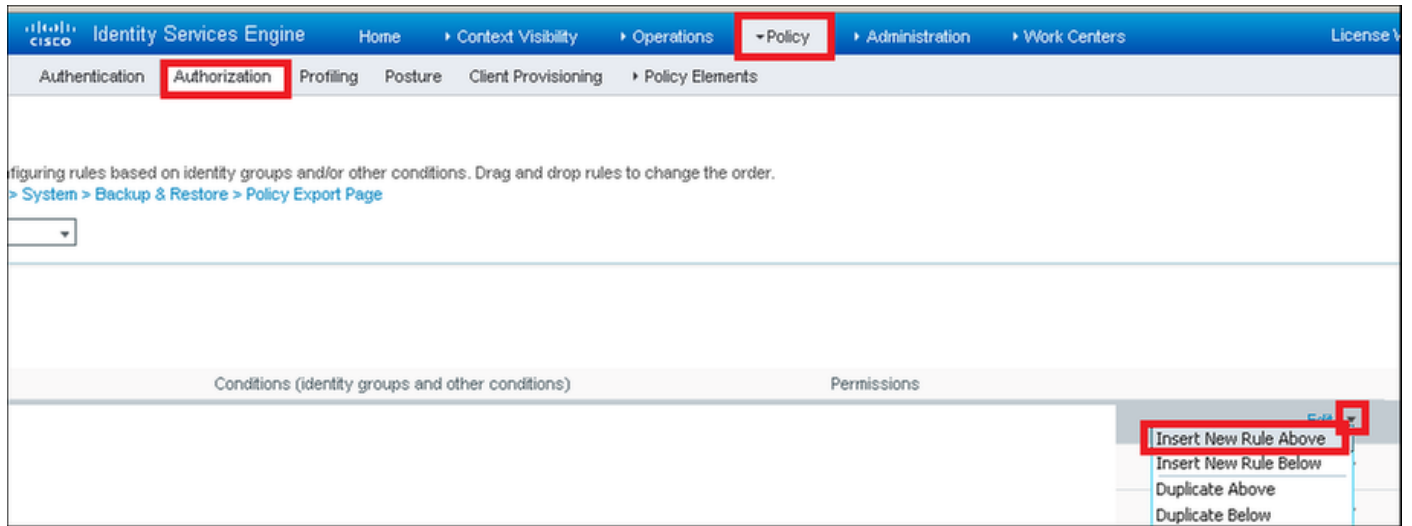 cisco Identity Services Engine Home Context Visibility Operations Policy Administration Work Centers License
Authentication Authorization Profiling Posture Client Provisioning Policy Elements
figuring rules based on identity groups and/or other conditions. Drag and drop rules to change the order.
> System > Backup & Restore > Policy Export Page
Conditions (identity groups and other conditions) Permissions
Edit
Insert New Rule Above
Insert New Rule Below
Duplicate Above
Duplicate Below